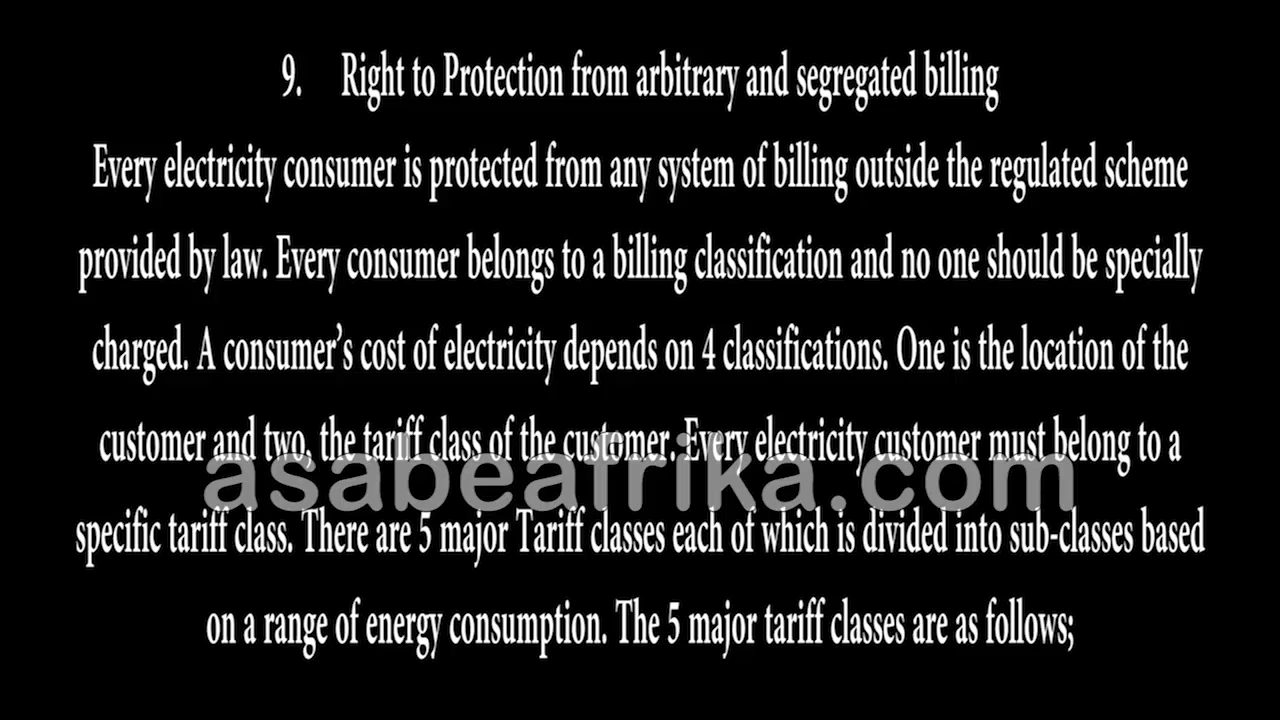 9. Right to Protection from arbitrary and segregated billing
Every electricity consumer is protected from any system of billing outside the regulated scheme
provided by law. Every consumer belongs to a billing classification and no one should be specially
charged. A consumer’s cost of electricity depends on 4 classifications. One is the location of the
customer and two, the tariff class of the customer. Every electricity customer must belong to a
asabeafrika.com
specific tariff class. There are 5 major Tariff classes each of which is divided into sub-classes based
on a range of energy consumption. The 5 major tariff classes are as follows;